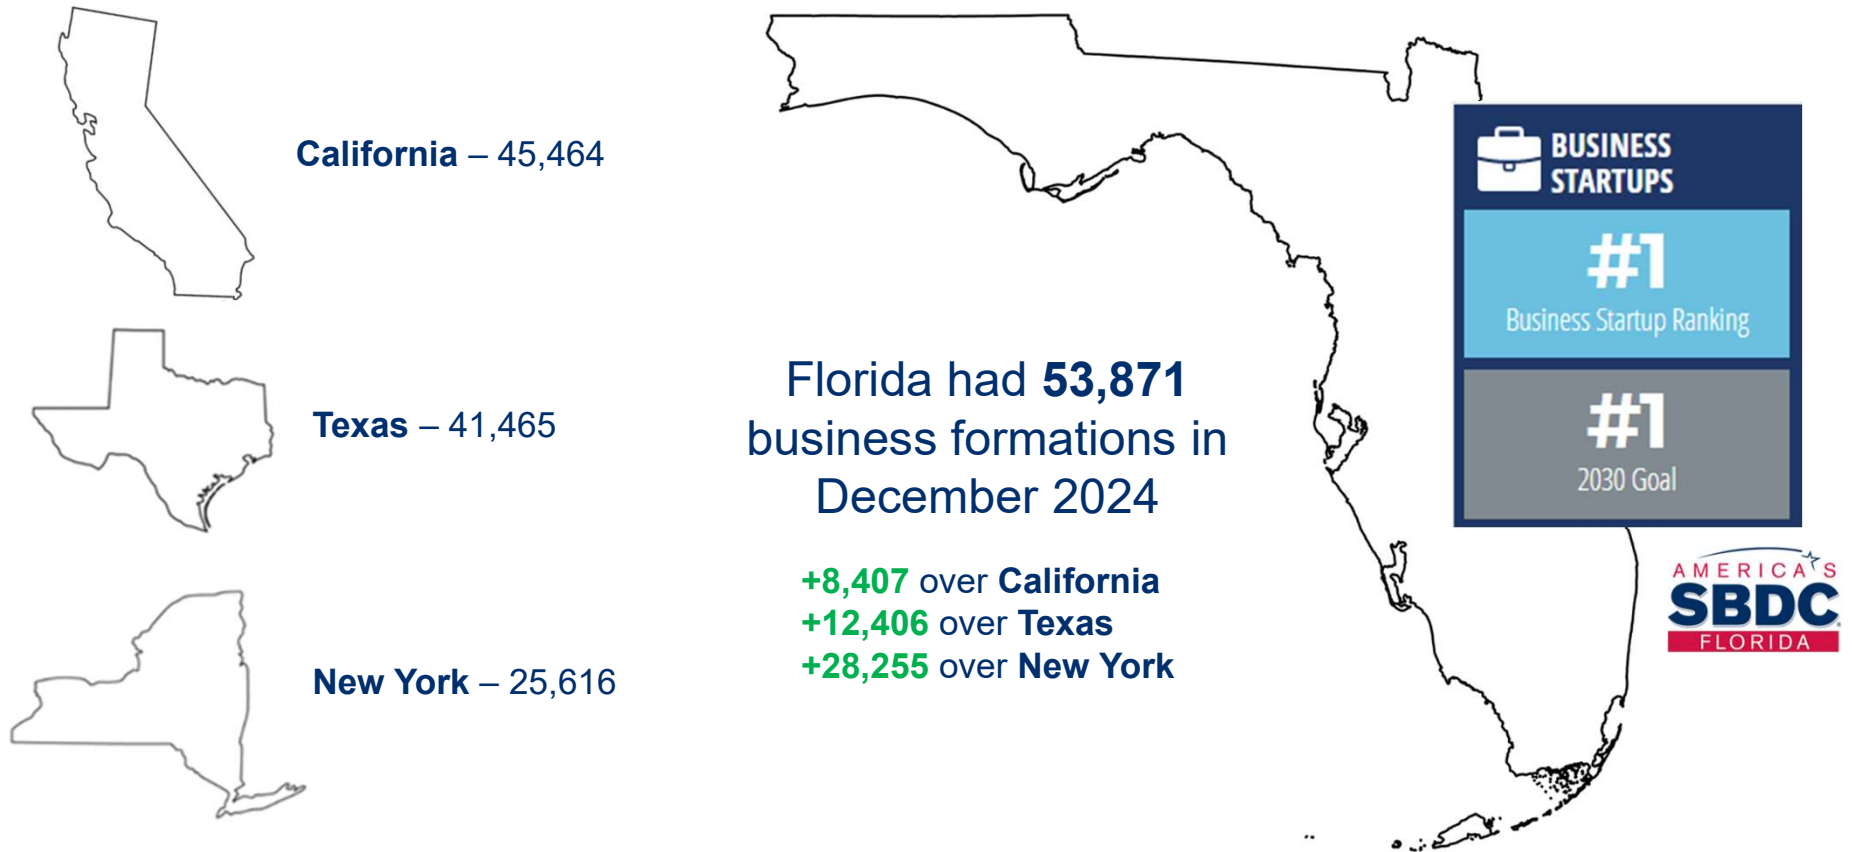 California – 45,464
Texas – 41,465
New York – 25,616
Florida had 53,871
business formations in
December 2024
+8,407 over California
+12,406 over Texas
+28,255 over New York
BUSINESS
STARTUPS
#1
Business Startup Ranking
#1
2030 Goal
AMERICA'S
SBDC
FLORIDA